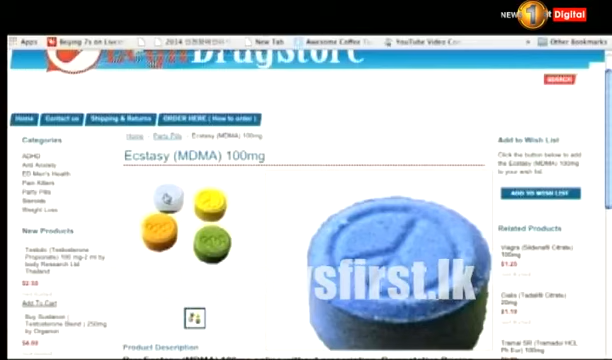 NEW 1st Digital
Apps
2014
New Tab
Awesome Coffee
YouTube Video
Other Bookmarks
Drugstore
SEARCH
Home Contact us Shipping & Returns ORDER HERE ( How to order )
Home Party Pills Ecstasy (MDMA) 100mg
Categories
ADHD
Anti Anxiety
ED Men's Health
Pain Killers
Party Pills
Steroids
Weight Loss
New Products
Testolic (Testosterone
Propionate) 100 mg-2 ml by
body Research Ltd
Thailand
$2.50
Add To Cart
Buy Sustanon (
Testosterone Blend ) 250mg
by Organon
$4.00
Ecstasy (MDMA) 100mg
newsfirst.lk
Product Description
Add to Wish List
Click the button below to add
the Ecstasy (MDMA) 100mg
to your wish list.
ADD TO WISH LIST
Related Products
Viagra (Sildenafil Citrate)
100mg
$1.25
Cialis (Tadalafil Citrate)
20mg
$1.10
Tramal SR (Tramadol HCL
Ph Eur) 100mg